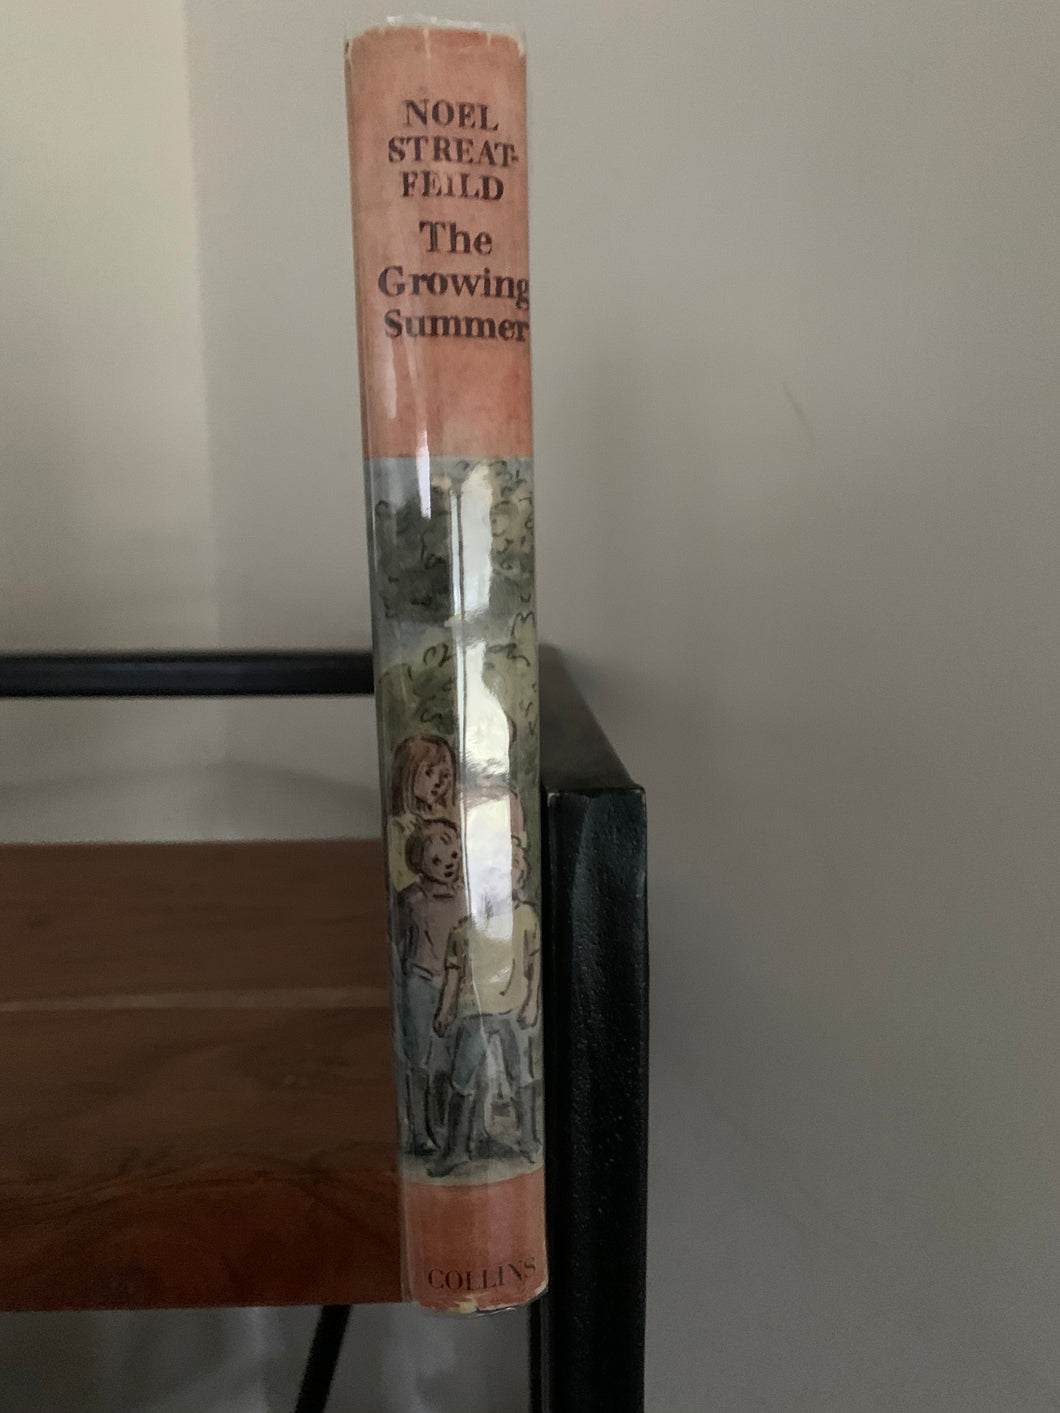 NOEL
STREAT-
FEILD
The
Growing
Summer
COLLINS